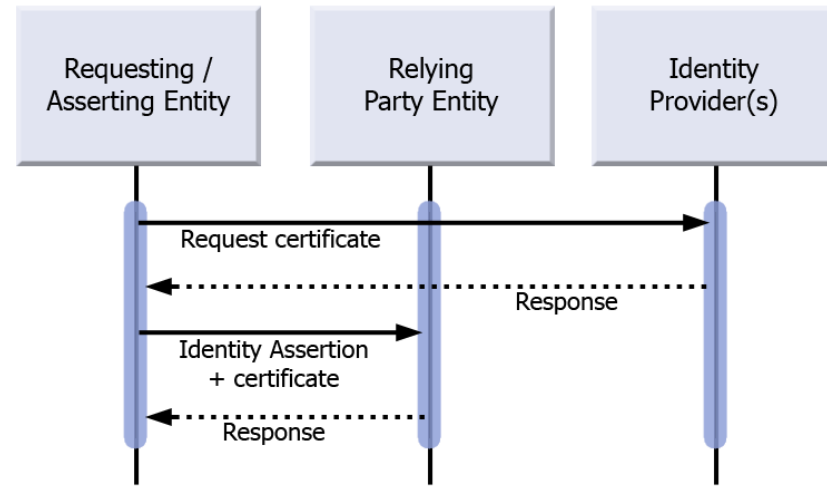 Requesting /
Asserting Entity
Relying
Party Entity
Identity
Provider(s)
Request certificate
Response
Identity Assertion
+ certificate
Response